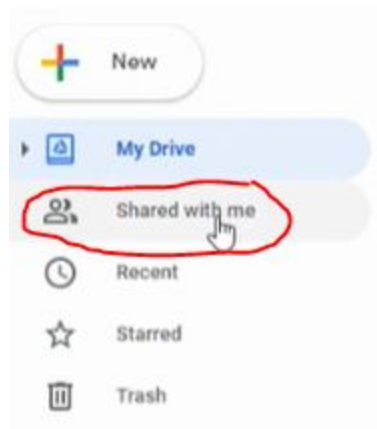 New
My Drive
Shared with me
Recent
Starred
Trash